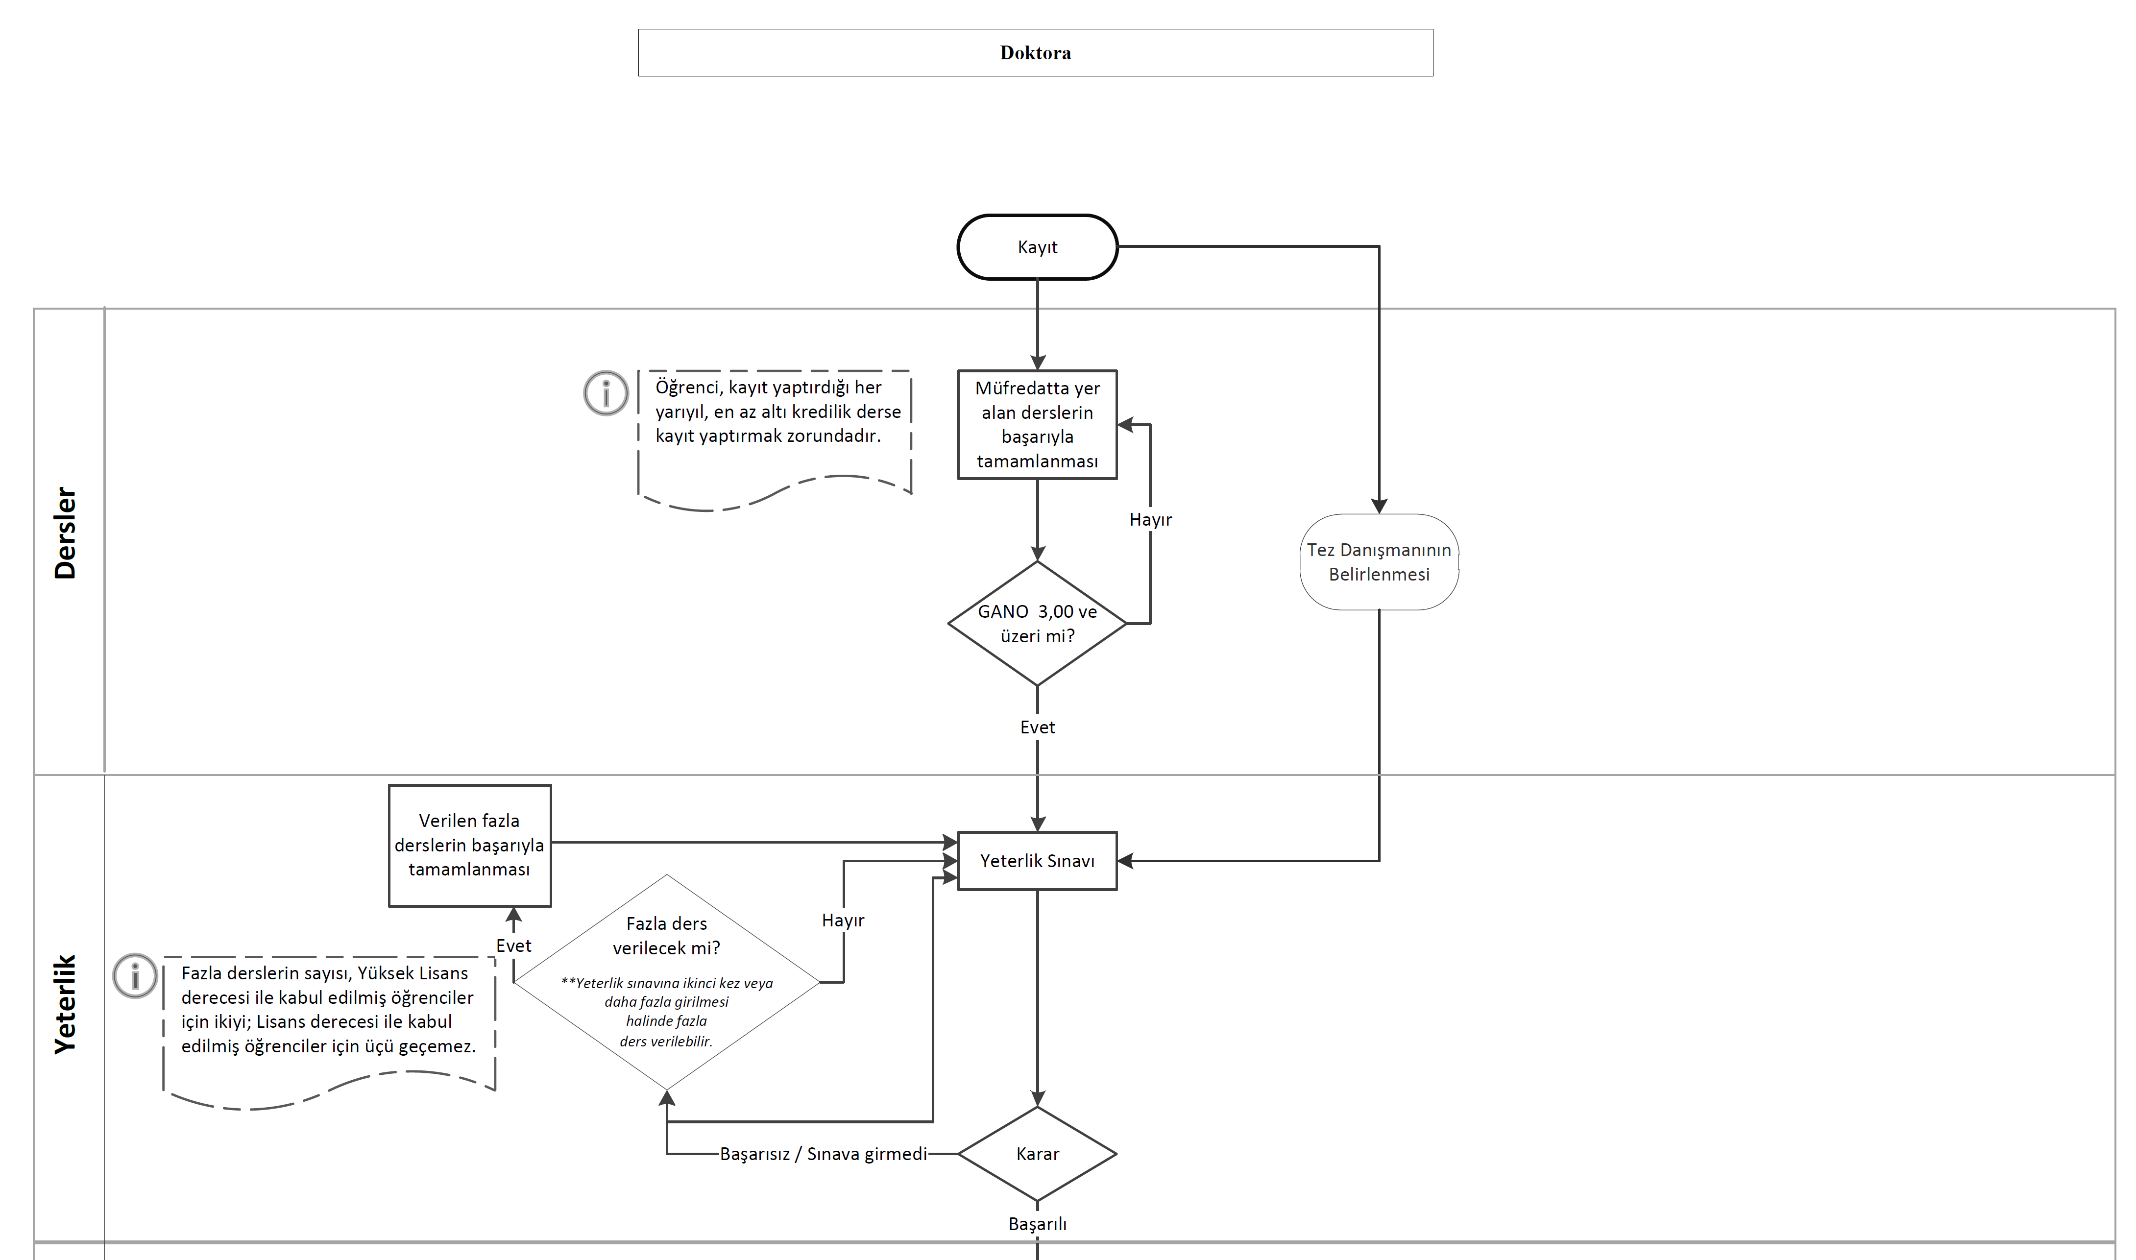 Doktora
Kayıt
Dersler
Öğrenci, kayıt yaptırdığı her
yarıyıl, en az altı kredilik derse
kayıt yaptırmak zorundadır.
Müfredatta yer
alan derslerin
başarıyla
tamamlanması
Hayır
Tez Danışmanının
Belirlenmesi
GANO 3,00 ve
üzeri mi?
Evet
Yeterlik
Verilen fazla
derslerin başarıyla
tamamlanması
Yeterlik Sınavı
Evet
Fazla ders
verilecek mi?
**Yeterlik sınavına ikinci kez veya
daha fazla girilmesi
halinde fazla
ders verilebilir.
Hayır
Fazla derslerin sayısı, Yüksek Lisans
derecesi ile kabul edilmiş öğrenciler
için ikiyi; Lisans derecesi ile kabul
edilmiş öğrenciler için üçü geçemez.
Başarısız / Sınava girmedi
Karar
Başarılı